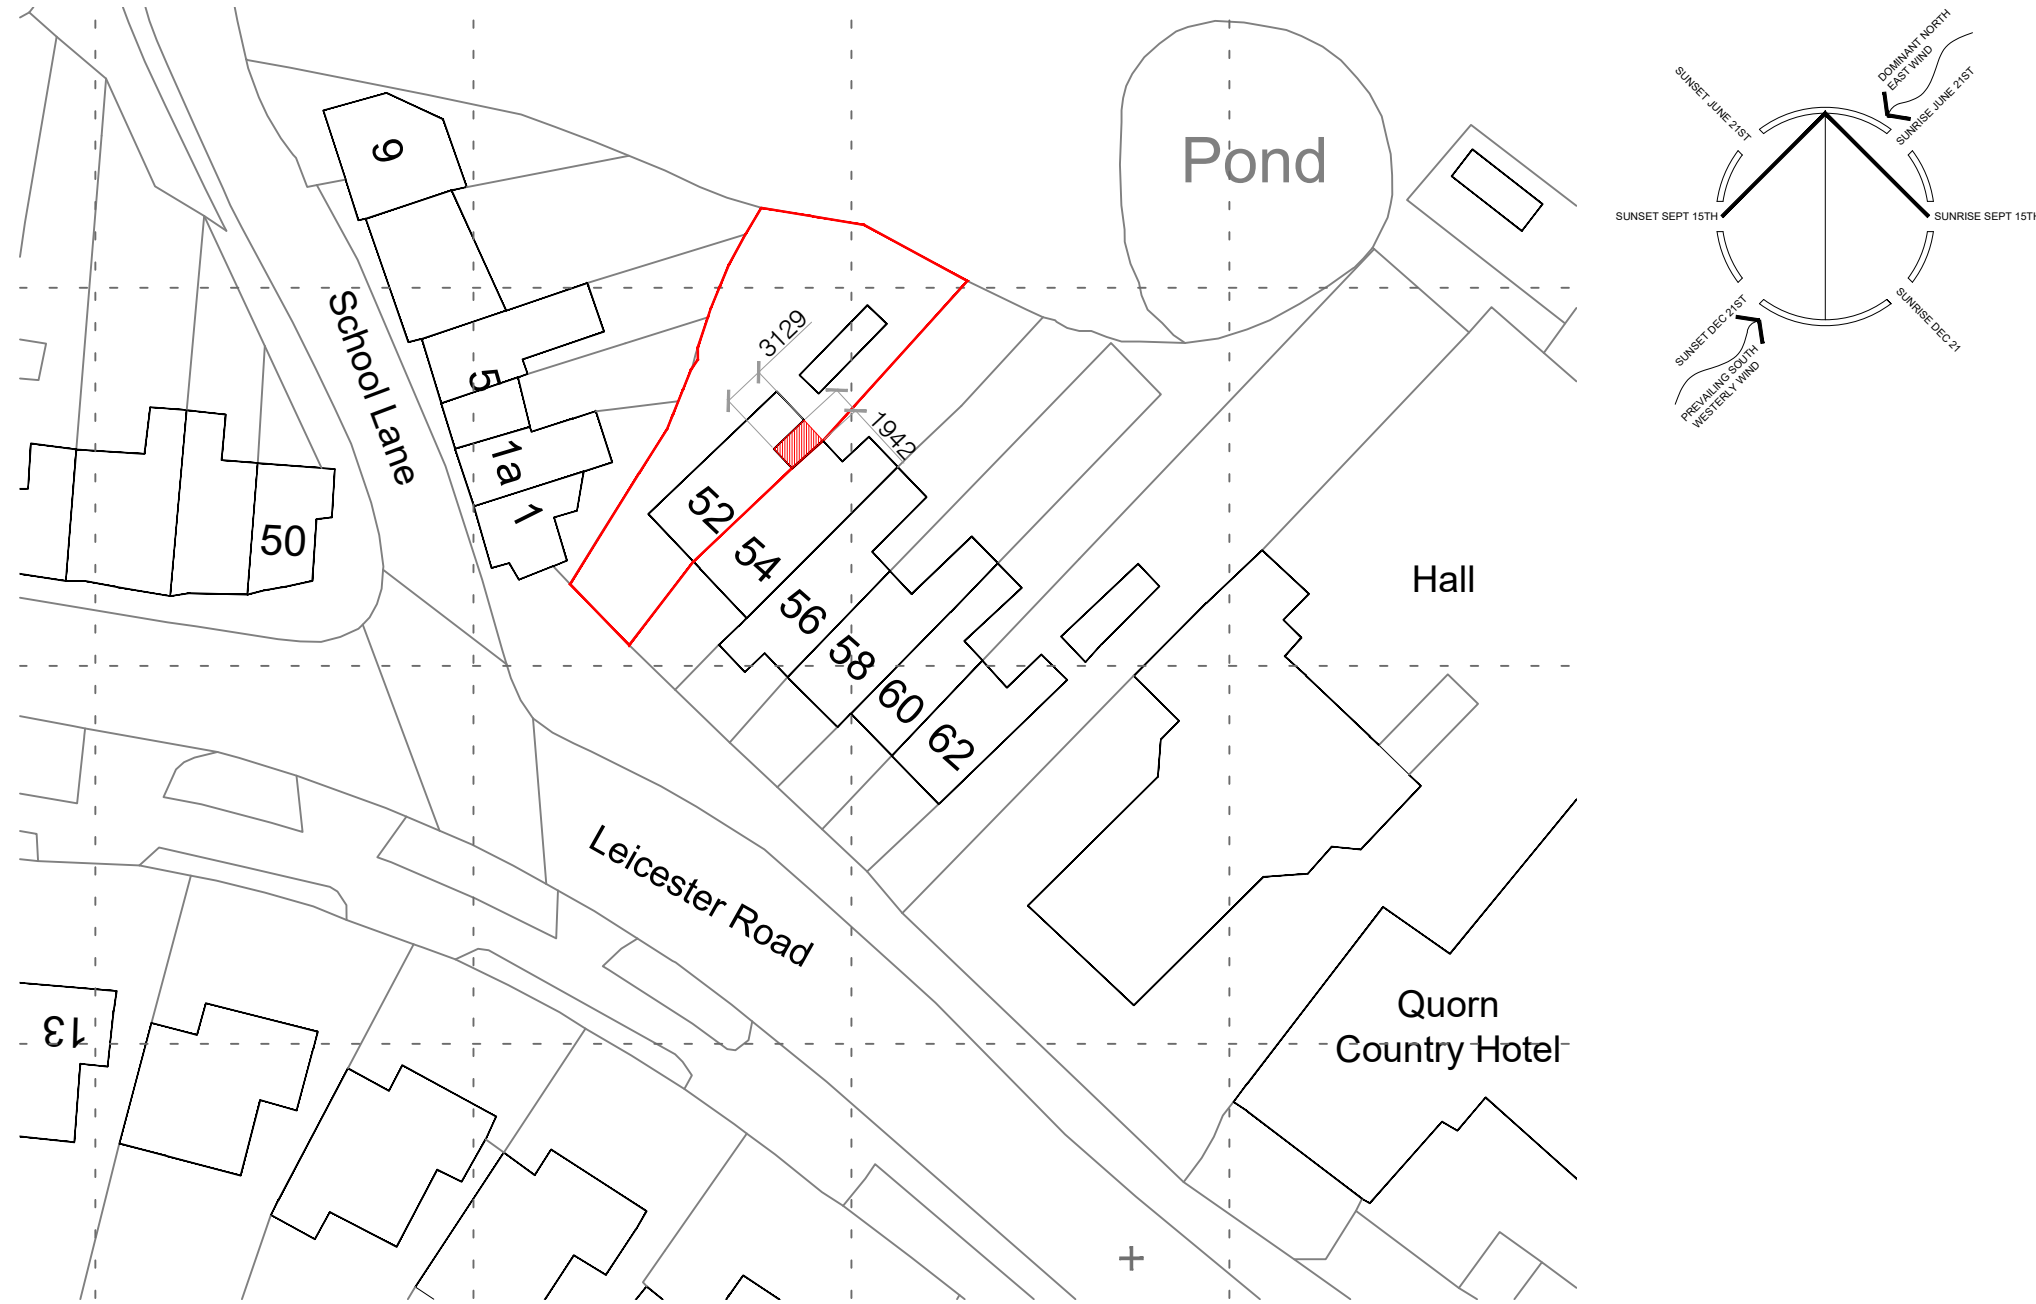 DOMINANT NORTH
EAST WIND
SUNSET JUNE 21ST
SUNRISE JUNE 21ST
SUNSET SEPT 15TH
SUNRISE SEPT 15TH
SUNSET DEC 21ST
SUNRISE DEC 21
PREVAILING SOUTH
WESTERLY WIND
Pond
9
School Lane
5
1a
1
50
3129
1942
52
54
56
58
60
62
Hall
Leicester Road
Quorn
Country Hotel
13